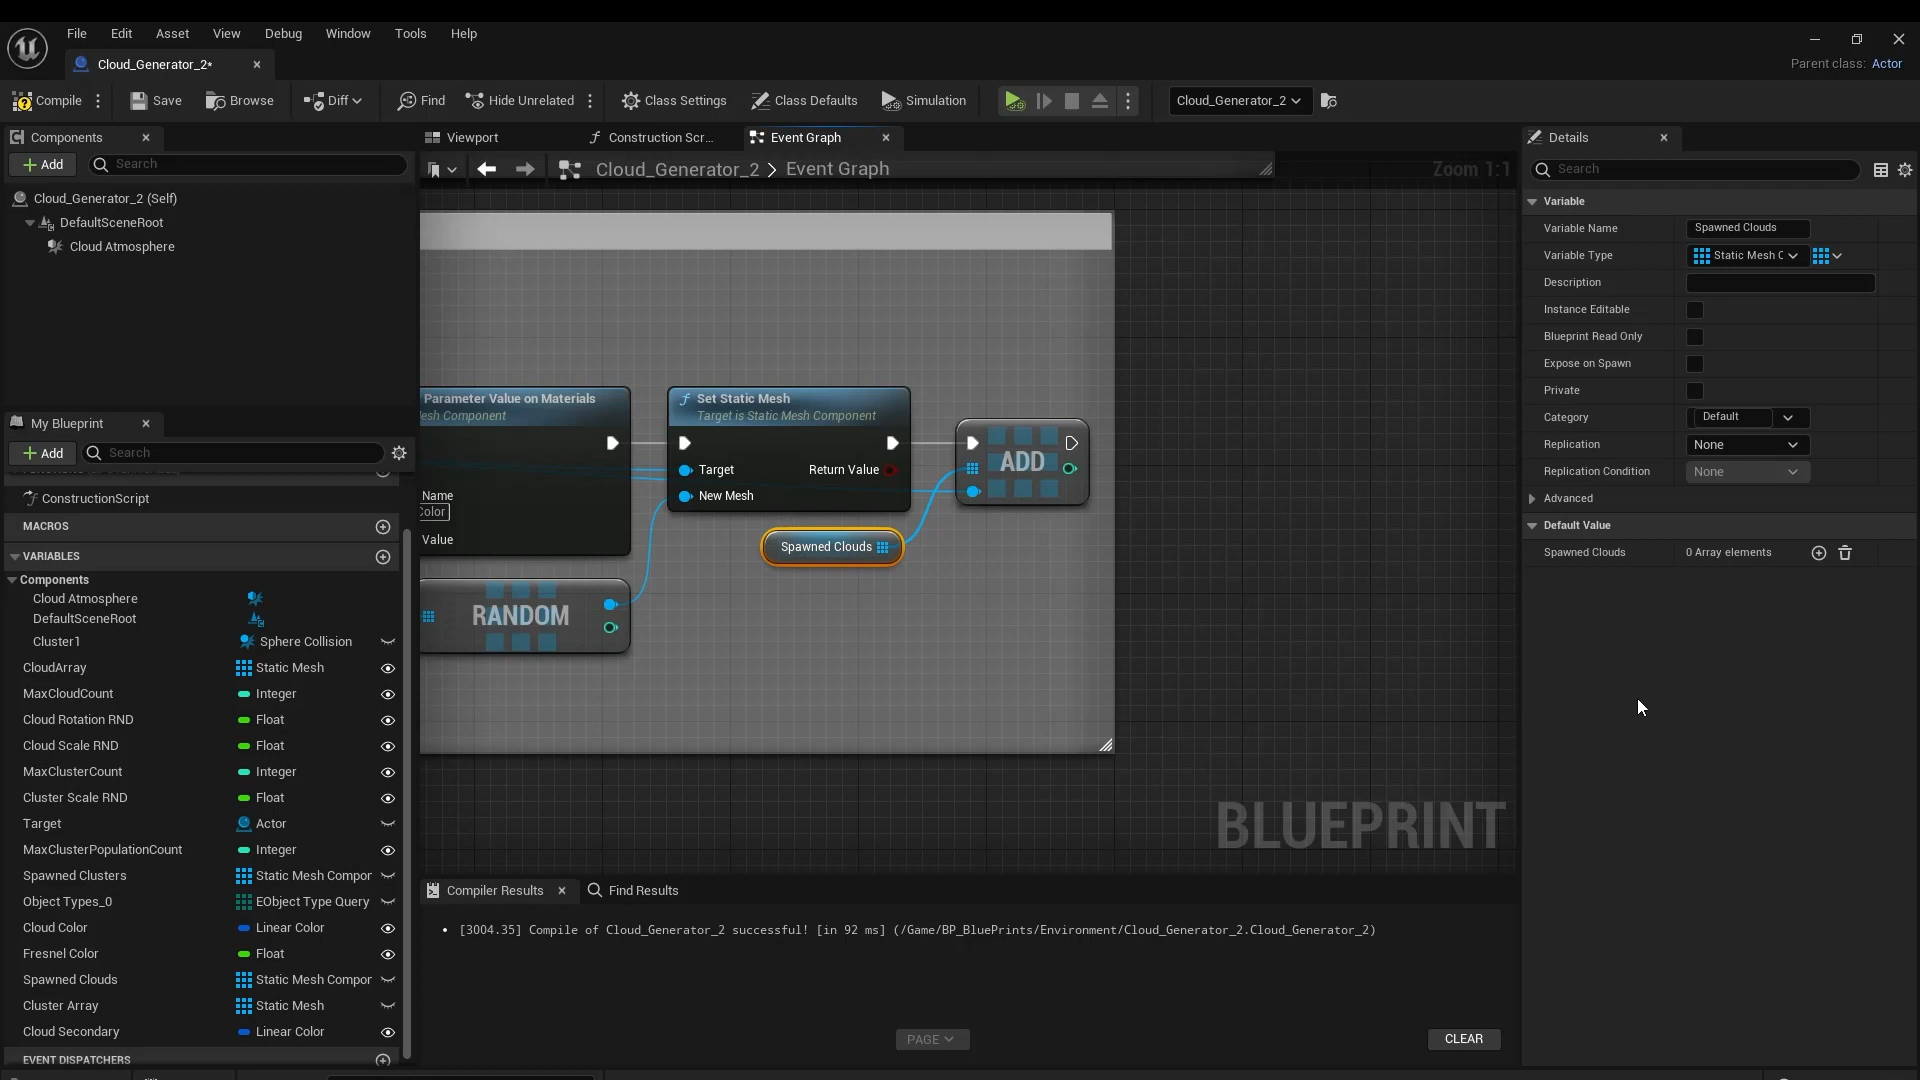 File Edit Asset View Debug Window Tools Help
Cloud_Generator_2*
Parent class: Actor
Compile Save Browse Diff Find Hide Unrelated Class Settings Class Defaults Simulation Cloud_Generator_2
Components
Add Search
Cloud_Generator_2 (Self)
DefaultSceneRoot
Cloud Atmosphere
My Blueprint
Add Search
ConstructionScript
MACROS
VARIABLES
Components
Cloud Atmosphere
DefaultSceneRoot
Cluster1 Sphere Collision
CloudArray Static Mesh
MaxCloudCount Integer
Cloud Rotation RND Float
Cloud Scale RND Float
MaxClusterCount Integer
Cluster Scale RND Float
Target Actor
MaxClusterPopulationCount Integer
Spawned Clusters Static Mesh Compor
Object Types_0 EObject Type Query
Cloud Color Linear Color
Fresnel Color Float
Spawned Clouds Static Mesh Compor
Cluster Array Static Mesh
Cloud Secondary Linear Color
EVENT DISPATCHERS
Viewport Construction Scr... Event Graph
Cloud_Generator_2 > Event Graph Zoom 1:1
Parameter Value on Materials
esh Component
Name
Color
Value
Set Static Mesh
Target is Static Mesh Component
Target Return Value
New Mesh
ADD
Spawned Clouds
RANDOM
BLUEPRINT
Compiler Results Find Results
[3004.35] Compile of Cloud_Generator_2 successful! [in 92 ms] (/Game/BP_BluePrints/Environment/Cloud_Generator_2.Cloud_Generator_2)
PAGE CLEAR
Details
Search
Variable
Variable Name Spawned Clouds
Variable Type Static Mesh C
Description
Instance Editable
Blueprint Read Only
Expose on Spawn
Private
Category Default
Replication None
Replication Condition None
Advanced
Default Value
Spawned Clouds 0 Array elements